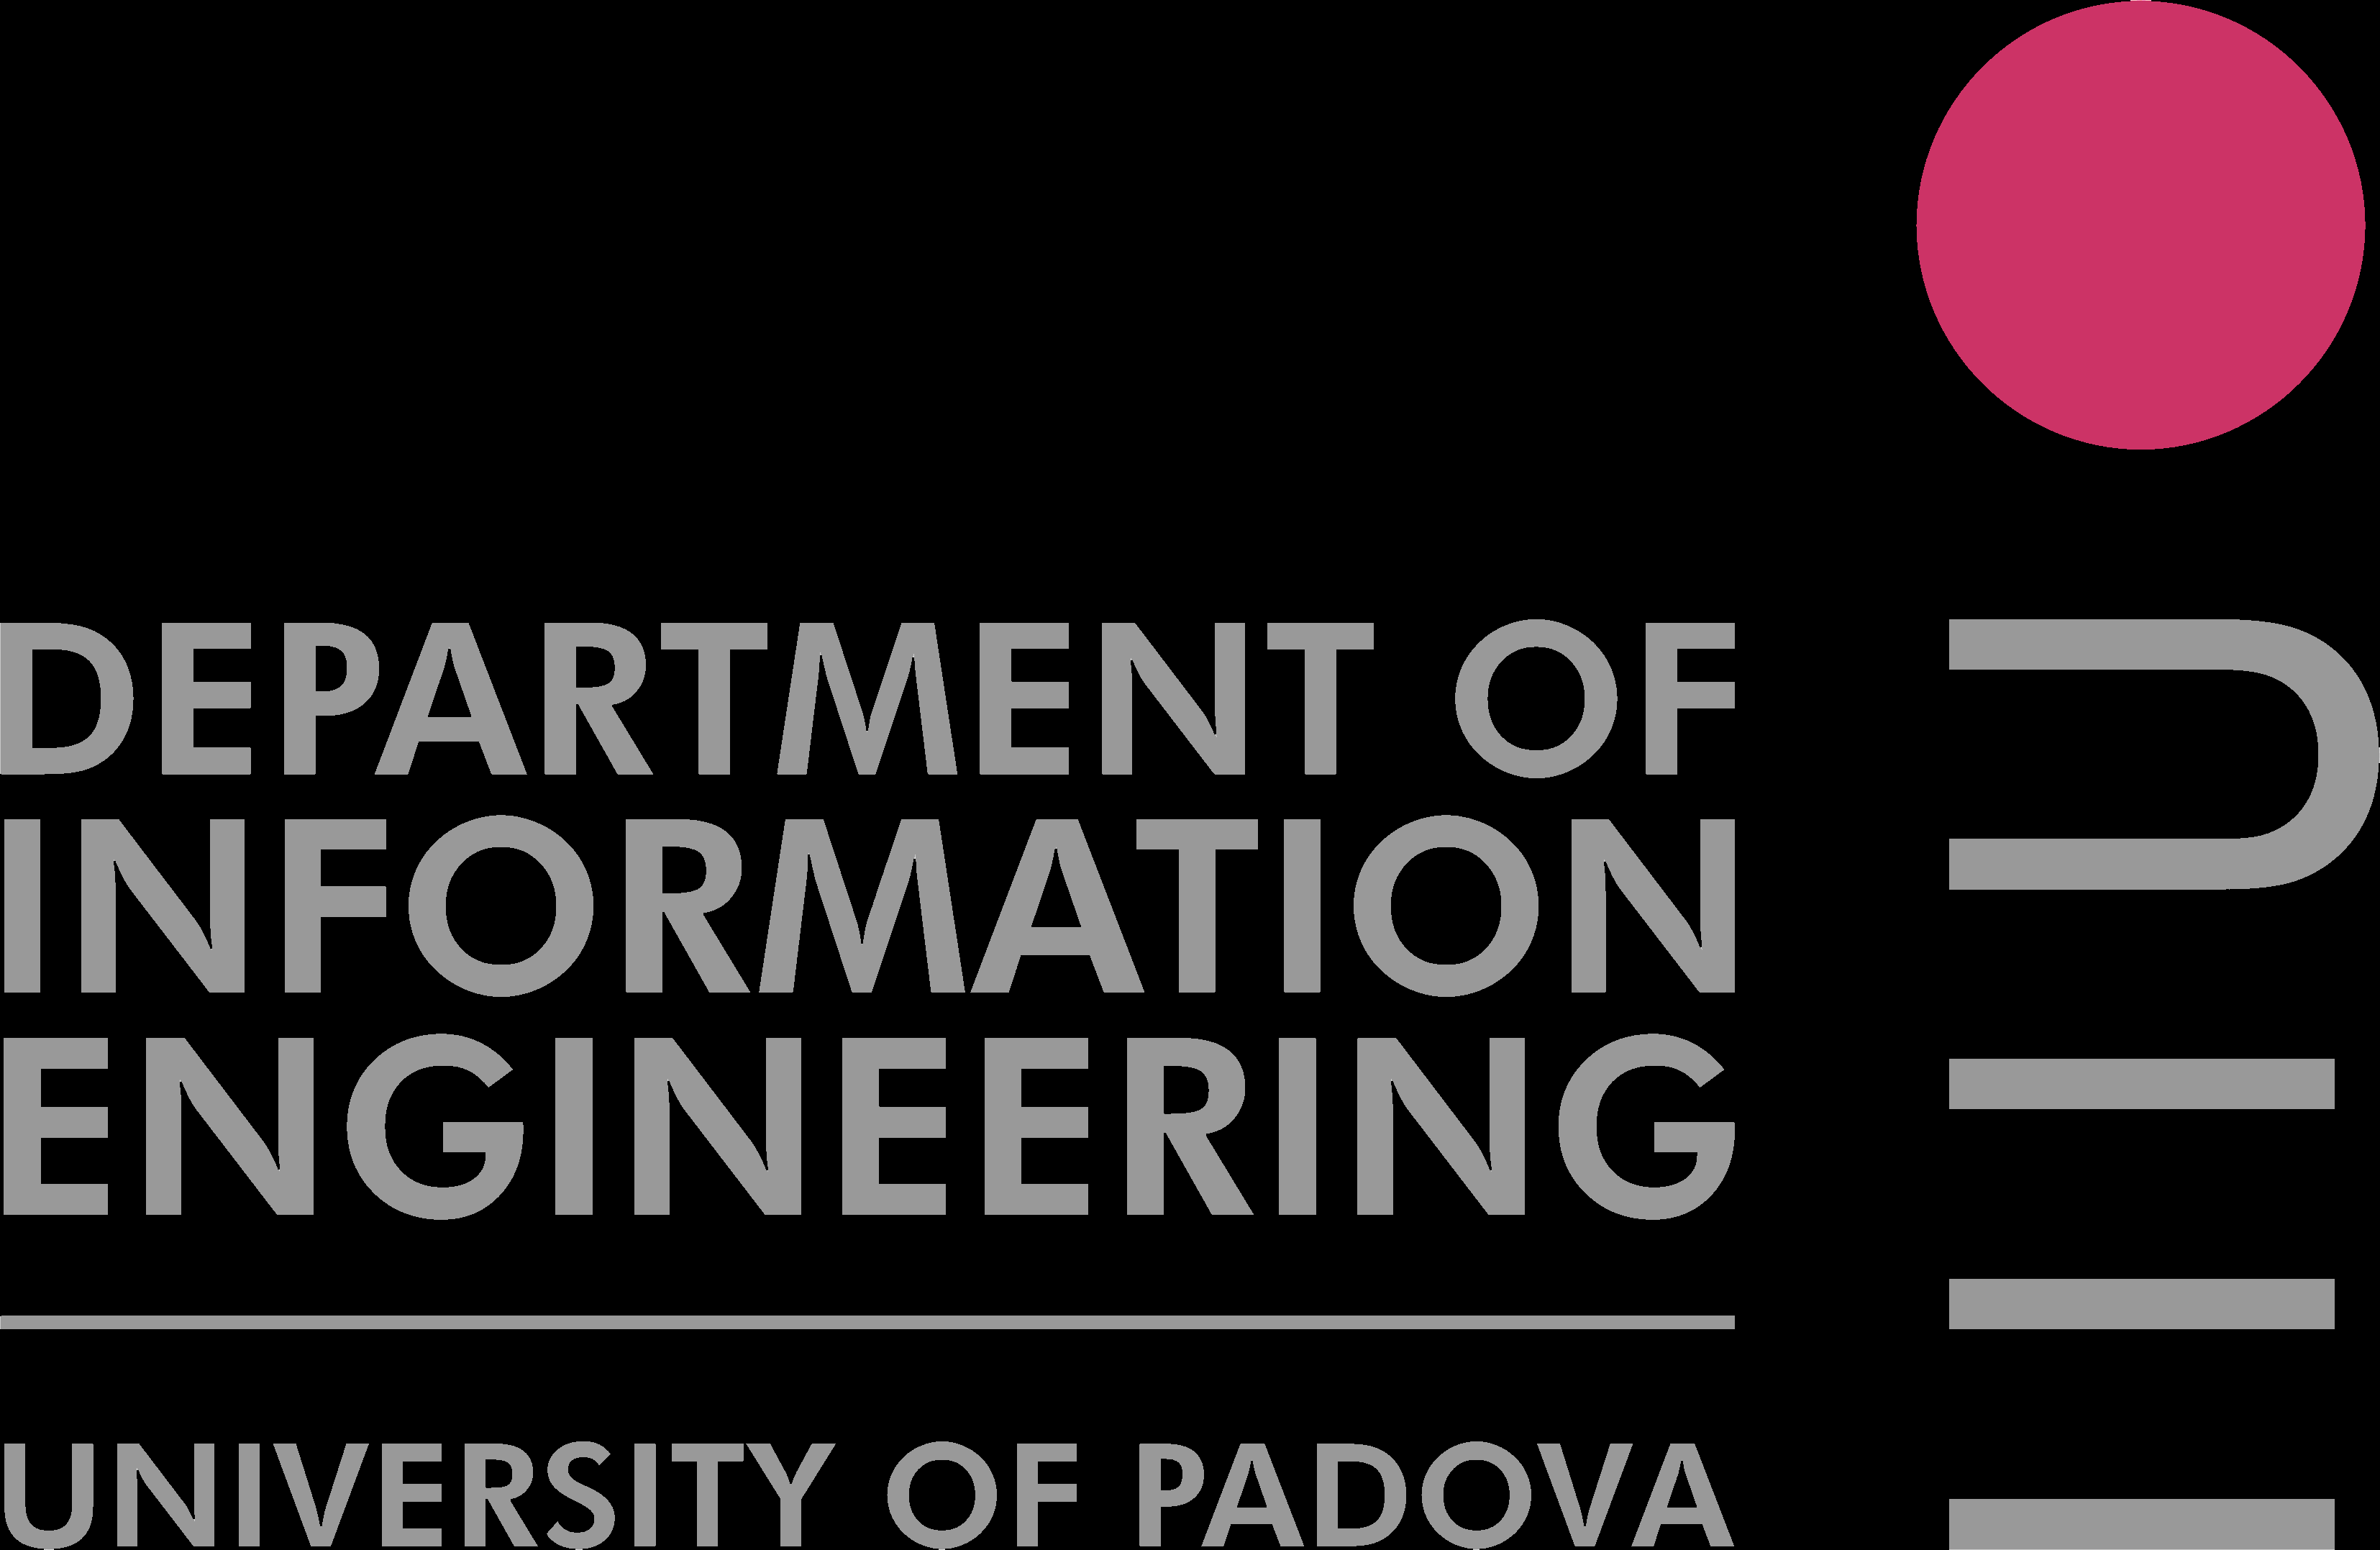 DEPARTMENT OF
INFORMATION
ENGINEERING
UNIVERSITY OF PADOVA